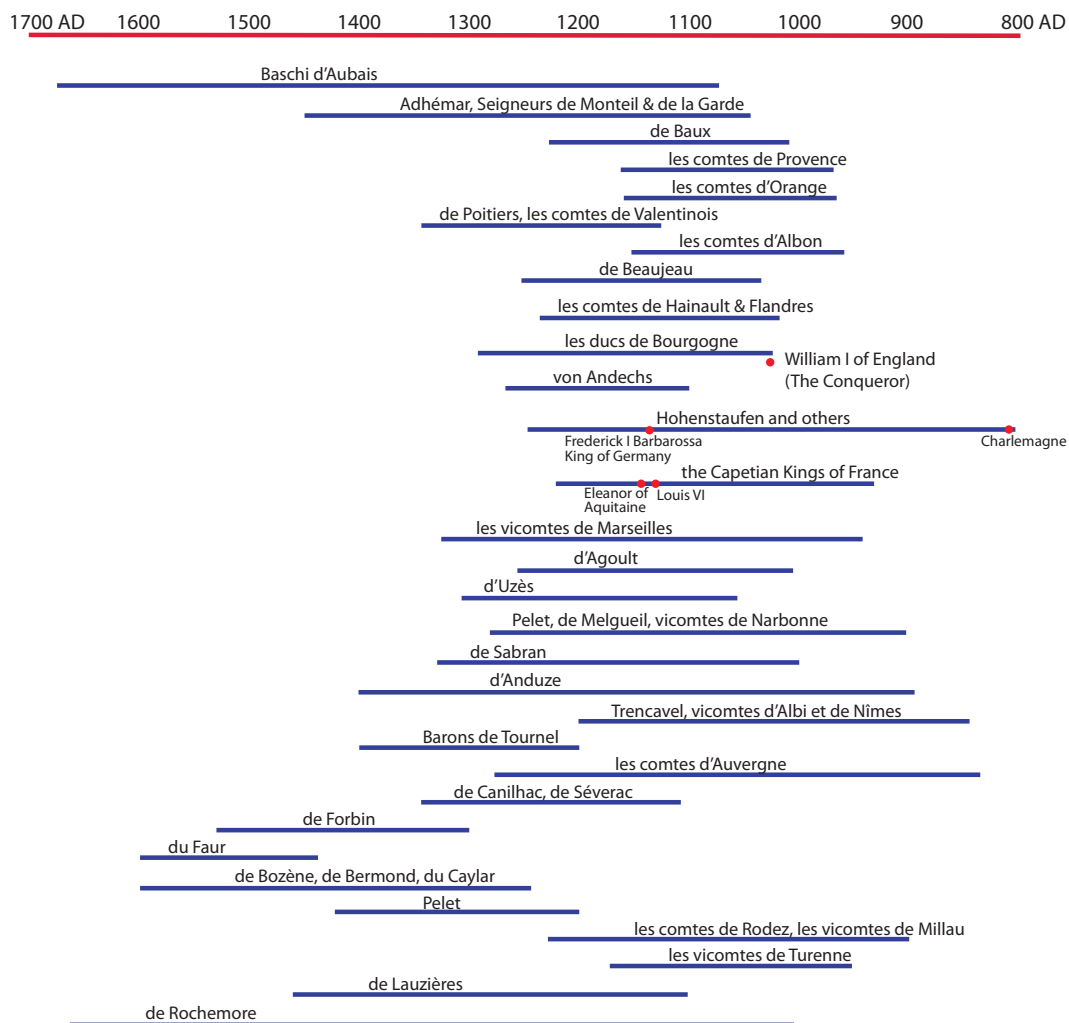 1700 AD 1600 1500 1400 1300 1200 1100 1000 900 800 AD
Baschi d'Aubais
Adhémar, Seigneurs de Monteil & de la Garde
de Baux
les comtes de Provence
les comtes d'Orange
de Poitiers, les comtes de Valentinois
les comtes d'Albon
de Beaujeau
les comtes de Hainault & Flandres
les ducs de Bourgogne
William I of England
(The Conqueror)
von Andechs
Hohenstaufen and others
Frederick I Barbarossa
King of Germany
Charlemagne
the Capetian Kings of France
Eleanor of
Aquitaine
Louis VI
les vicomtes de Marseilles
d'Agoult
d'Uzès
Pelet, de Melgueil, vicomtes de Narbonne
de Sabran
d'Anduze
Trencavel, vicomtes d'Albi et de Nîmes
Barons de Tournel
les comtes d'Auvergne
de Canilhac, de Séverac
de Forbin
du Faur
de Bozène, de Bermond, du Caylar
Pelet
les comtes de Rodez, les vicomtes de Millau
les vicomtes de Turenne
de Lauzières
de Rochemore